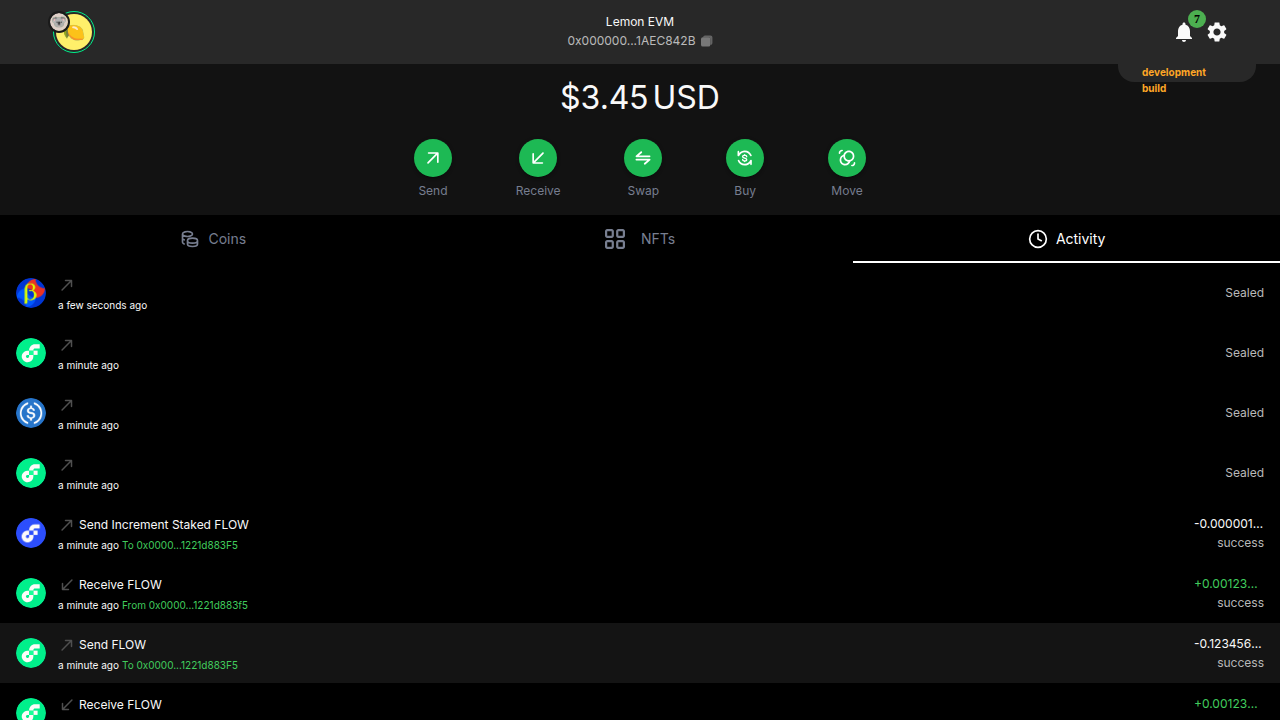 Lemon EVM
0x000000...1AEC842B
7
development
build
$3.45 USD
Send
Receive
Swap
Buy
Move
Coins
NFTs
Activity
a few seconds ago
Sealed
a minute ago
Sealed
a minute ago
Sealed
a minute ago
Sealed
Send Increment Staked FLOW
-0.000001...
a minute ago To 0x0000...1221d883F5
success
Receive FLOW
+0.00123...
a minute ago From 0x0000...1221d883f5
success
Send FLOW
-0.123456...
a minute ago To 0x0000...1221d883F5
success
Receive FLOW
+0.00123...